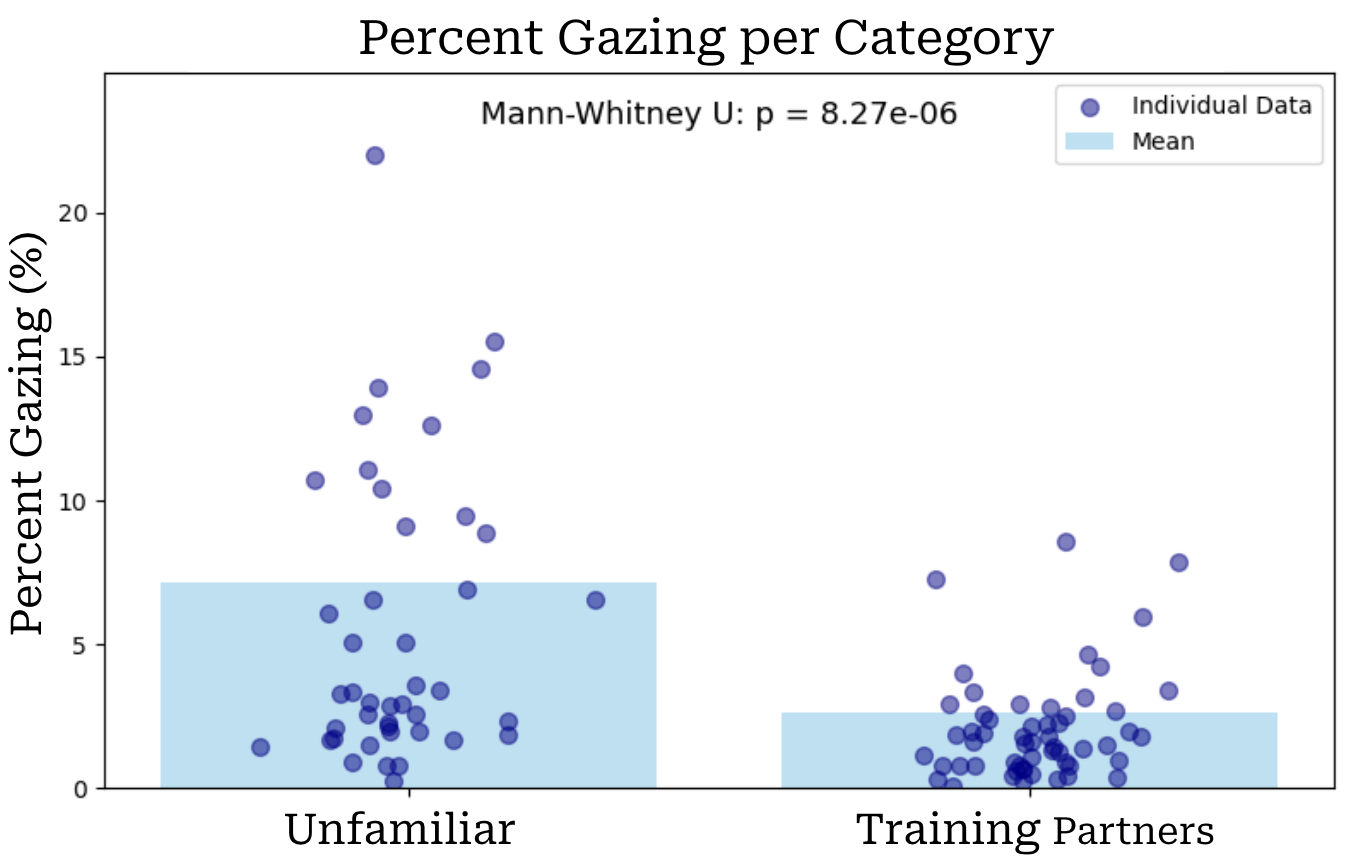 Percent Gazing per Category
Mann-Whitney U: p = 8.27e-06
Individual Data
Mean
Percent Gazing (%)
20
15
10
5
0
Unfamiliar
Training Partners